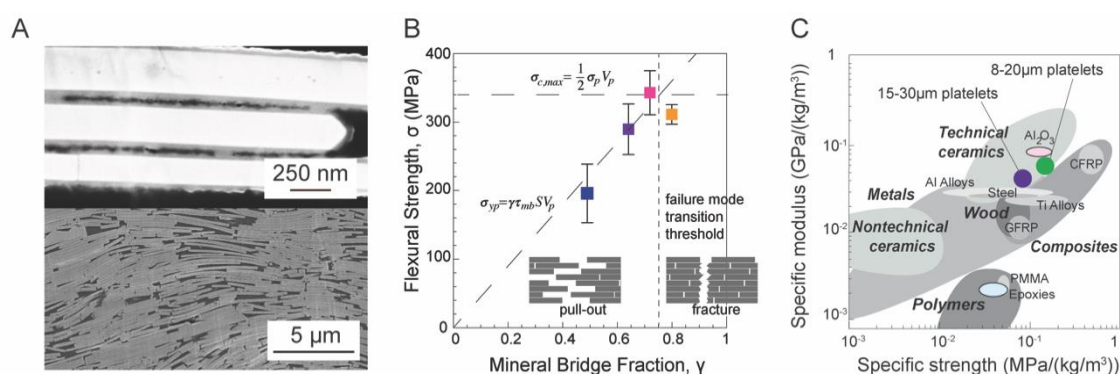 A
250 nm
5 µm
B
Flexural Strength, σ (MPa)
400
300
200
100
0
σc,max = 1/2 σpVp
σyp=γτmbSVp
failure mode
transition
threshold
pull-out
fracture
0
0.2
0.4
0.6
0.8
1
Mineral Bridge Fraction, γ
C
Specific modulus (GPa/(kg/m³)
10⁰
10⁻¹
10⁻²
10⁻³
8-20µm platelets
15-30µm platelets
Technical
ceramics
Al₂O₃
CFRP
Al Alloys
Steel
Ti Alloys
Metals
Wood
GFRP
Nontechnical
ceramics
Composites
PMMA
Epoxies
Polymers
10⁻³
10⁻²
10⁻¹
1
Specific strength (MPa/(kg/m³)